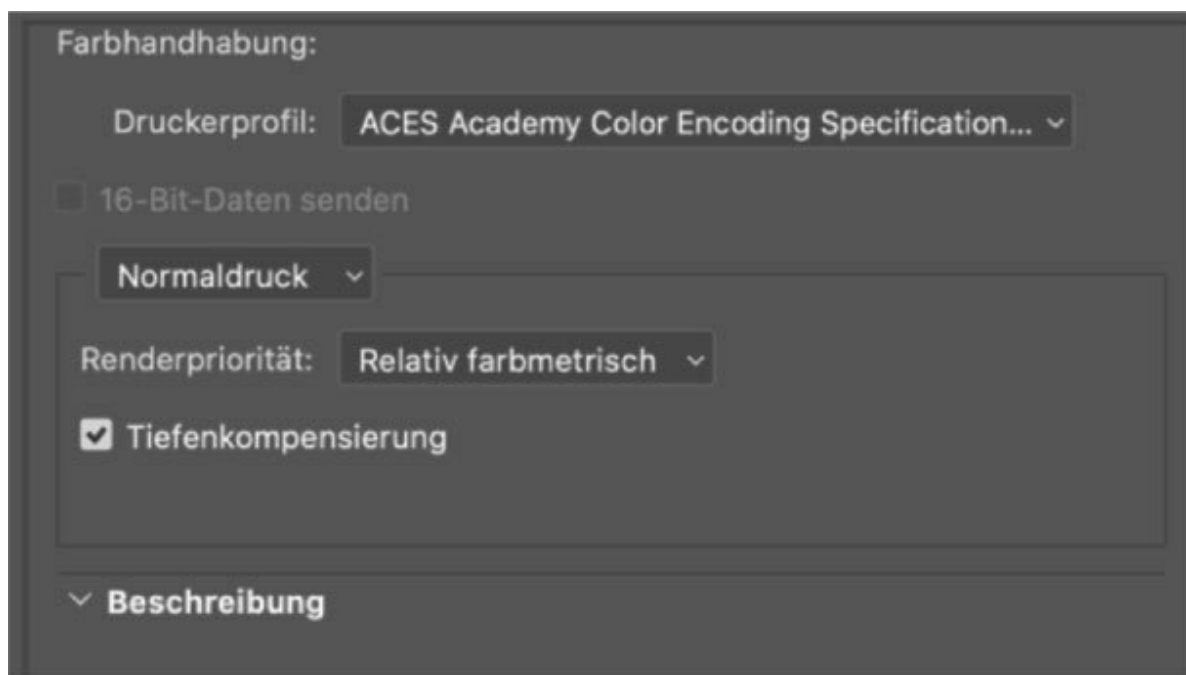 Farbhandhabung:
Druckerprofil: ACES Academy Color Encoding Specification...
16-Bit-Daten senden
Normaldruck
Renderpriorität: Relativ farbmetrisch
Tiefenkompensierung
Beschreibung